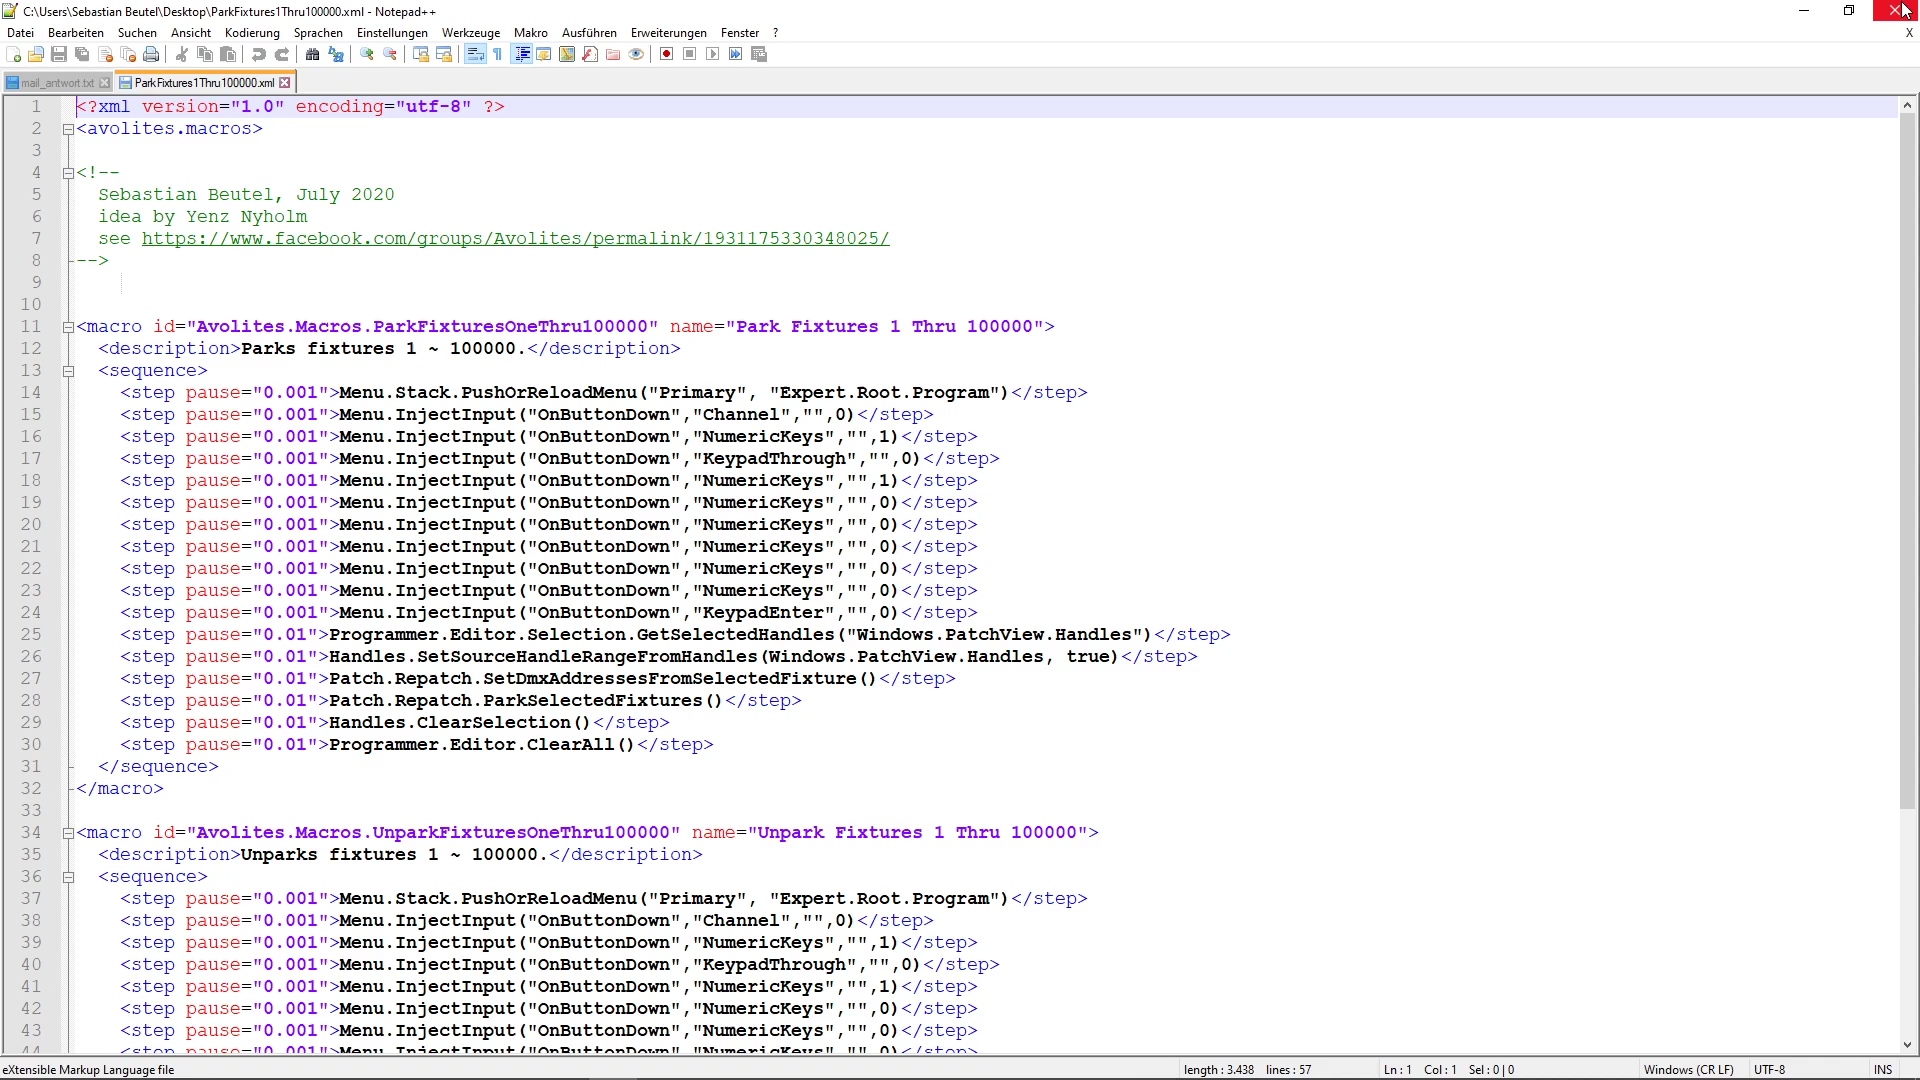 C:\Users\Sebastian Beutel\Desktop\ParkFixtures1Thru100000.xml - Notepad++
Datei Bearbeiten Suchen Ansicht Kodierung Sprachen Einstellungen Werkzeuge Makro Ausführen Erweiterungen Fenster ? X
mail_antwort.txt ParkFixtures1Thru100000.xml
1 <?xml version="1.0" encoding="utf-8" ?>
2 <avolites.macros>
3
4 <!--
5 Sebastian Beutel, July 2020
6 idea by Yenz Nyholm
7 see https://www.facebook.com/groups/Avolites/permalink/1931175330348025/
8 -->
9
10
11 <macro id="Avolites.Macros.ParkFixturesOneThru100000" name="Park Fixtures 1 Thru 100000">
12 <description>Parks fixtures 1 ~ 100000.</description>
13 <sequence>
14 <step pause="0.001">Menu.Stack.PushOrReloadMenu("Primary", "Expert.Root.Program")</step>
15 <step pause="0.001">Menu.InjectInput("OnButtonDown","Channel","",0)</step>
16 <step pause="0.001">Menu.InjectInput("OnButtonDown","NumericKeys","",1)</step>
17 <step pause="0.001">Menu.InjectInput("OnButtonDown","KeypadThrough","",0)</step>
18 <step pause="0.001">Menu.InjectInput("OnButtonDown","NumericKeys","",1)</step>
19 <step pause="0.001">Menu.InjectInput("OnButtonDown","NumericKeys","",0)</step>
20 <step pause="0.001">Menu.InjectInput("OnButtonDown","NumericKeys","",0)</step>
21 <step pause="0.001">Menu.InjectInput("OnButtonDown","NumericKeys","",0)</step>
22 <step pause="0.001">Menu.InjectInput("OnButtonDown","NumericKeys","",0)</step>
23 <step pause="0.001">Menu.InjectInput("OnButtonDown","NumericKeys","",0)</step>
24 <step pause="0.001">Menu.InjectInput("OnButtonDown","KeypadEnter","",0)</step>
25 <step pause="0.01">Programmer.Editor.Selection.GetSelectedHandles("Windows.PatchView.Handles")</step>
26 <step pause="0.01">Handles.SetSourceHandleRangeFromHandles(Windows.PatchView.Handles, true)</step>
27 <step pause="0.01">Patch.Repatch.SetDmxAddressesFromSelectedFixture()</step>
28 <step pause="0.01">Patch.Repatch.ParkSelectedFixtures()</step>
29 <step pause="0.01">Handles.ClearSelection()</step>
30 <step pause="0.01">Programmer.Editor.ClearAll()</step>
31 </sequence>
32 </macro>
33
34 <macro id="Avolites.Macros.UnparkFixturesOneThru100000" name="Unpark Fixtures 1 Thru 100000">
35 <description>Unparks fixtures 1 ~ 100000.</description>
36 <sequence>
37 <step pause="0.001">Menu.Stack.PushOrReloadMenu("Primary", "Expert.Root.Program")</step>
38 <step pause="0.001">Menu.InjectInput("OnButtonDown","Channel","",0)</step>
39 <step pause="0.001">Menu.InjectInput("OnButtonDown","NumericKeys","",1)</step>
40 <step pause="0.001">Menu.InjectInput("OnButtonDown","KeypadThrough","",0)</step>
41 <step pause="0.001">Menu.InjectInput("OnButtonDown","NumericKeys","",1)</step>
42 <step pause="0.001">Menu.InjectInput("OnButtonDown","NumericKeys","",0)</step>
43 <step pause="0.001">Menu.InjectInput("OnButtonDown","NumericKeys","",0)</step>
44 <step pause="0.001">Menu.InjectInput("OnButtonDown","NumericKeys","",0)</step>
eXtensible Markup Language file length : 3.438 lines : 57 Ln : 1 Col : 1 Sel : 0 | 0 Windows (CR LF) UTF-8 INS